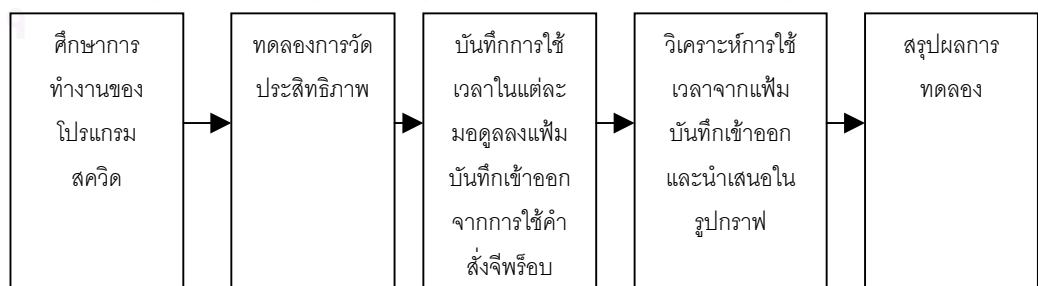 ศึกษาการ
ทำงานของ
โปรแกรม
สควิด
ทดลองการวัด
ประสิทธิภาพ
บันทึกการใช้
เวลาในแต่ละ
มอดูลลงแฟ้ม
บันทึกเข้าออก
จากการใช้คำ
สั่งจีพร็อบ
วิเคราะห์การใช้
เวลาจากแฟ้ม
บันทึกเข้าออก
และนำเสนอใน
รูปกราฟ
สรุปผลการ
ทดลอง